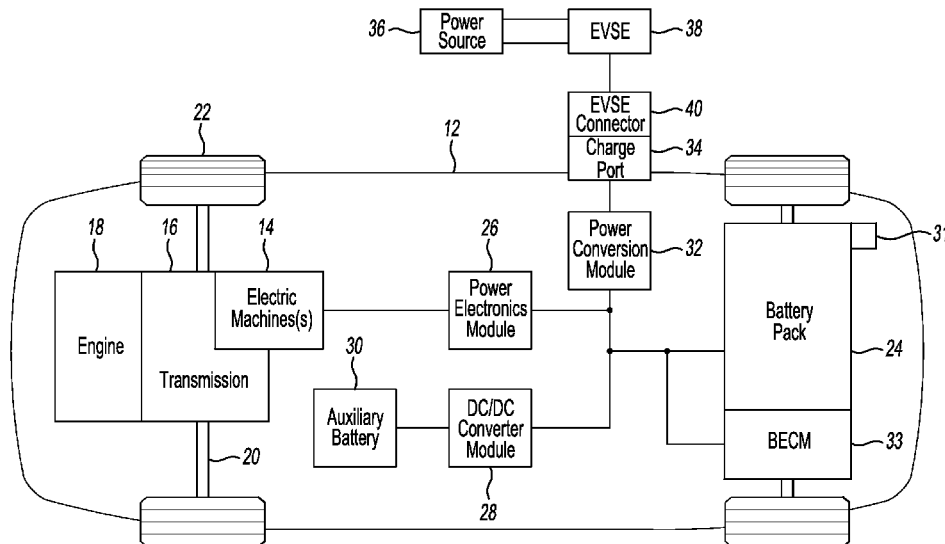 36
Power
Source
EVSE
38
22
12
EVSE
Connector
40
Charge
Port
34
18
16
14
26
Power
Conversion
Module
32
31
Engine
Transmission
Electric
Machines(s)
Power
Electronics
Module
Battery
Pack
24
30
Auxiliary
Battery
DC/DC
Converter
Module
28
BECM
33
20